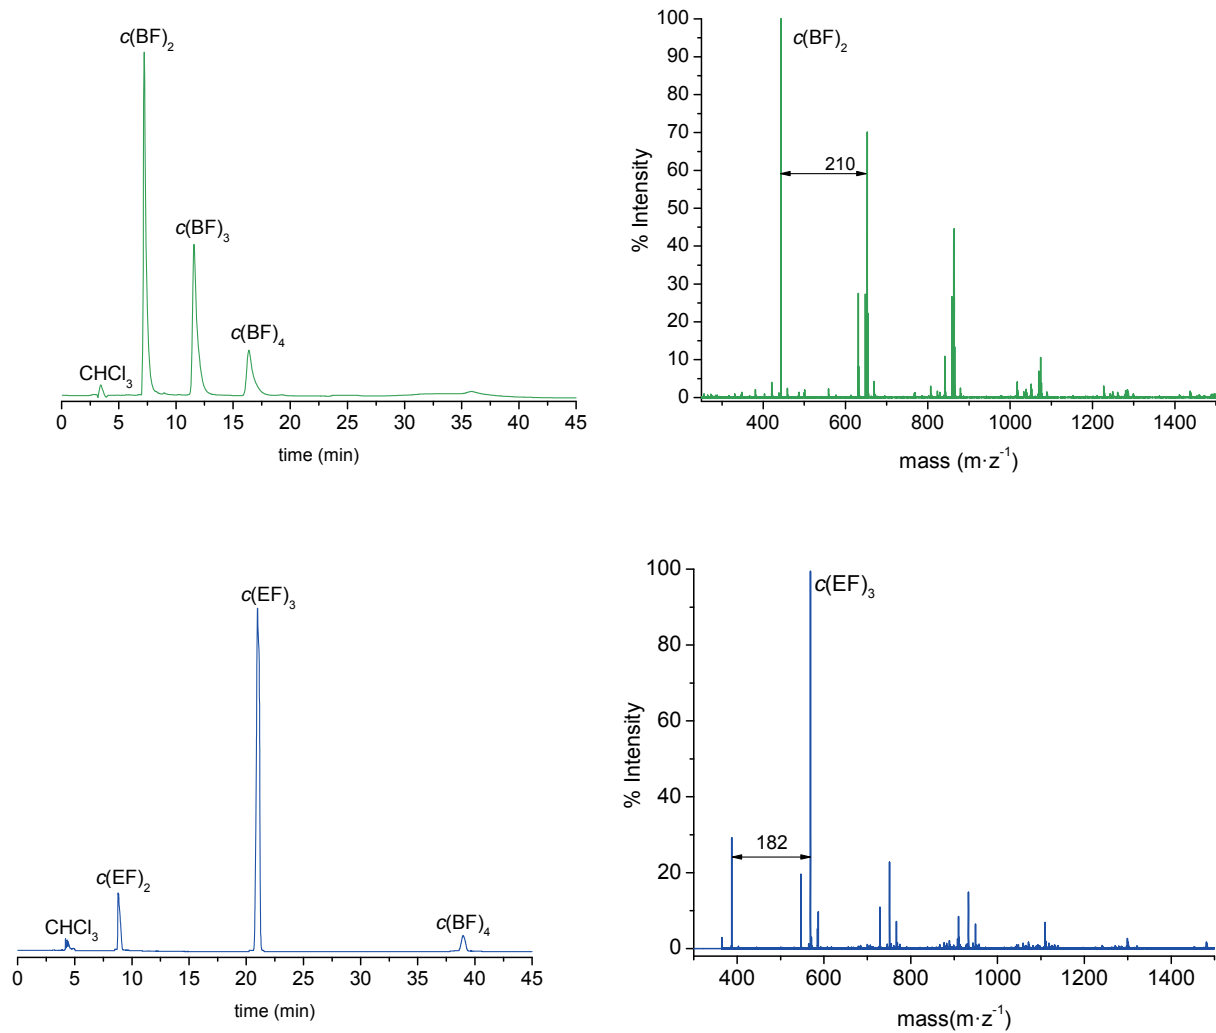 c(BF)2
c(BF)3
c(BF)4
CHCl3
0 5 10 15 20 25 30 35 40 45
time (min)
100
90
80
70
60
50
40
30
20
10
0
% Intensity
c(BF)2
210
400 600 800 1000 1200 1400
mass (m·z-1)
c(EF)3
c(EF)2
CHCl3
c(BF)4
0 5 10 15 20 25 30 35 40 45
time (min)
100
80
60
40
20
0
% Intensity
c(EF)3
182
400 600 800 1000 1200 1400
mass(m·z-1)